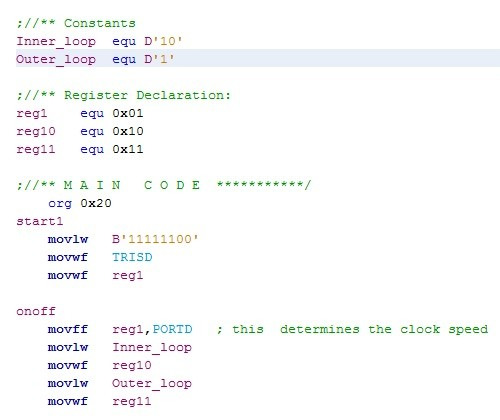 ;//** Constants
Inner_loop  equ D'10'
Outer_loop  equ D'1'
;//** Register Declaration:
reg1    equ 0x01
reg10   equ 0x10
reg11   equ 0x11
;//** M A I N   C O D E  ***********/
    org 0x20
start1
    movlw   B'11111100'
    movwf   TRISD
    movwf   reg1
onoff
    movff   reg1,PORTD   ; this  determines the clock speed
    movlw   Inner_loop
    movwf   reg10
    movlw   Outer_loop
    movwf   reg11